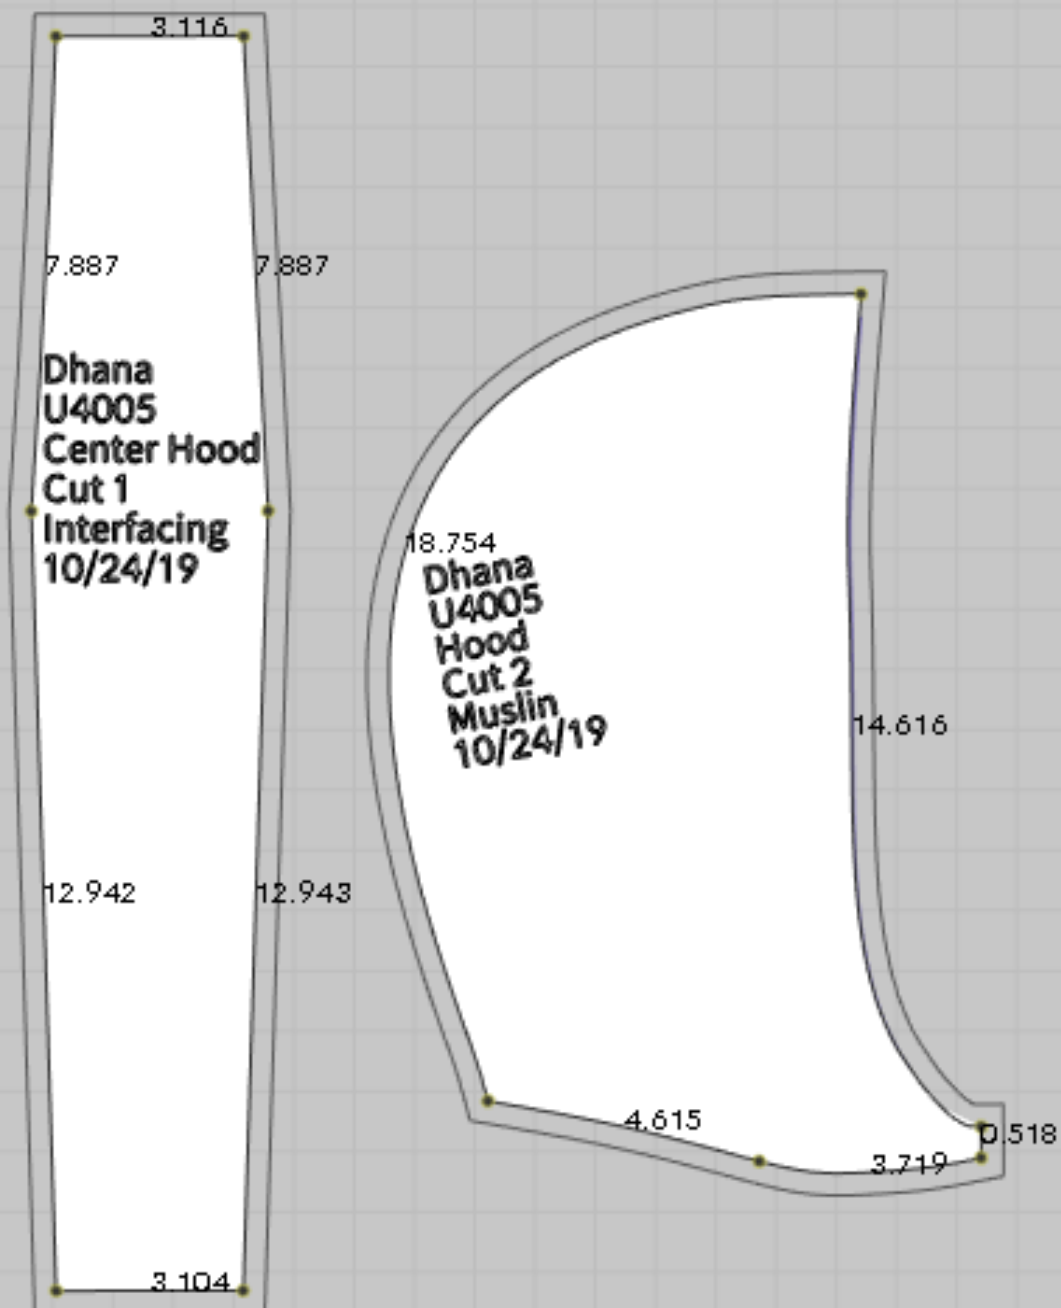 3.116
7.887
7.887
Dhana
U4005
Center Hood
Cut 1
Interfacing
10/24/19
12.942
12.943
3.104
18.754
Dhana
U4005
Hood
Cut 2
Muslin
10/24/19
14.616
4.615
0.518
3.719